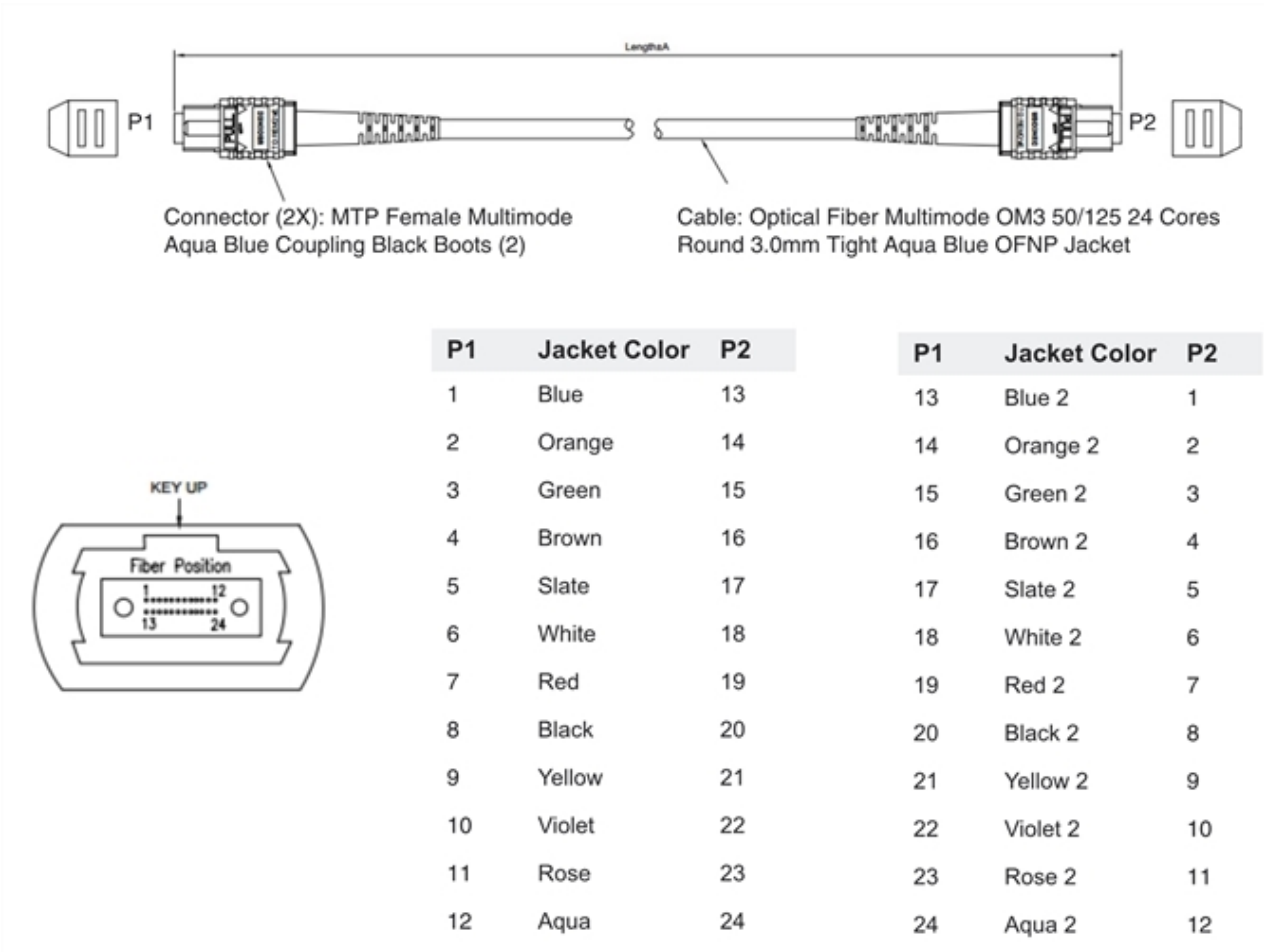 Length±A
P1
PULL
PULL
P2
Connector (2X): MTP Female Multimode
Aqua Blue Coupling Black Boots (2)
Cable: Optical Fiber Multimode OM3 50/125 24 Cores
Round 3.0mm Tight Aqua Blue OFNP Jacket
KEY UP
Fiber Position
1 12
13 24
P1 Jacket Color P2
1 Blue 13
2 Orange 14
3 Green 15
4 Brown 16
5 Slate 17
6 White 18
7 Red 19
8 Black 20
9 Yellow 21
10 Violet 22
11 Rose 23
12 Aqua 24
P1 Jacket Color P2
13 Blue 2 1
14 Orange 2 2
15 Green 2 3
16 Brown 2 4
17 Slate 2 5
18 White 2 6
19 Red 2 7
20 Black 2 8
21 Yellow 2 9
22 Violet 2 10
23 Rose 2 11
24 Aqua 2 12